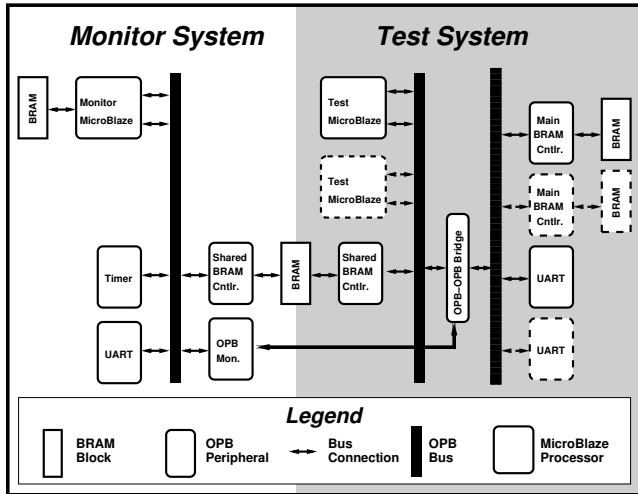 Monitor System
Test System
BRAM
Monitor
MicroBlaze
Test
MicroBlaze
Main
BRAM
Cntlr.
BRAM
Test
MicroBlaze
Main
BRAM
Cntlr.
BRAM
Timer
Shared
BRAM
Cntlr.
BRAM
Shared
BRAM
Cntlr.
OPB-OPB Bridge
UART
UART
OPB
Mon.
UART
Legend
BRAM
Block
OPB
Peripheral
Bus
Connection
OPB
Bus
MicroBlaze
Processor